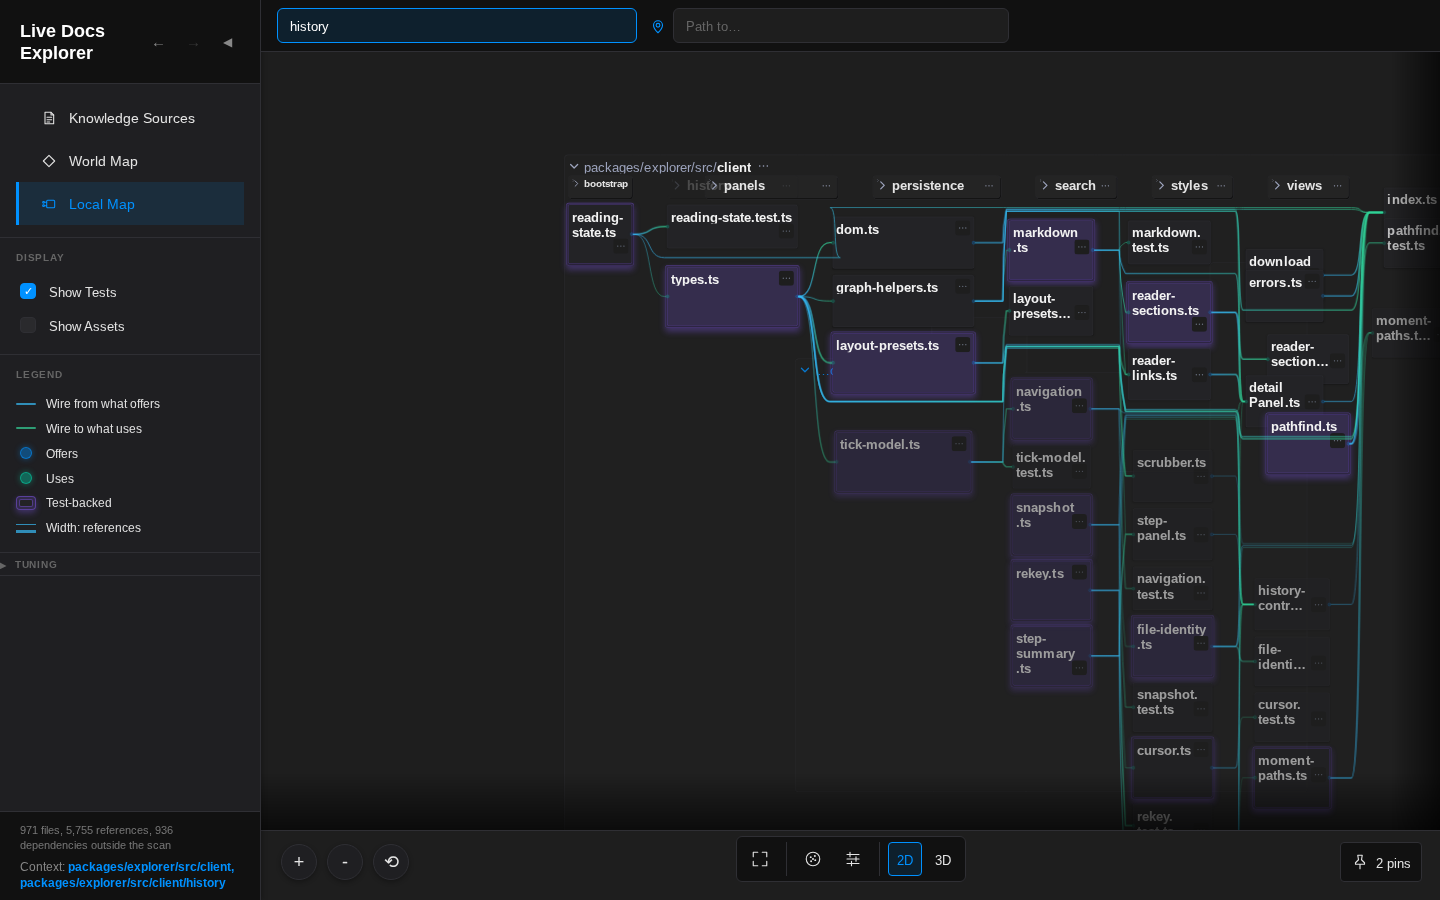 Live Docs
Explorer
← → ◀
history
Path to...
Knowledge Sources
World Map
Local Map
DISPLAY
✓ Show Tests
Show Assets
LEGEND
Wire from what offers
Wire to what uses
Offers
Uses
Test-backed
Width: references
▶ TUNING
971 files, 5,755 references, 936
dependencies outside the scan
Context: packages/explorer/src/client,
packages/explorer/src/client/history
packages/explorer/src/client ...
bootstrap
panels ...
persistence ...
search ...
styles ...
views ...
reading-
state.ts
...
reading-state.test.ts
...
types.ts ...
dom.ts ...
graph-helpers.ts ...
layout-presets.ts ...
tick-model.ts ...
markdown
.ts ...
layout-
presets... ...
navigation
.ts ...
tick-model.
test.ts ...
snapshot
.ts ...
rekey.ts ...
step-
summary
.ts ...
markdown.
test.ts ...
reader-
sections.ts
...
reader-
links.ts ...
scrubber.ts
...
step-
panel.ts ...
navigation.
test.ts ...
file-identity
.ts ...
snapshot.
test.ts ...
cursor.ts ...
rekey.
download
errors.ts ...
reader-
section... ...
detail
Panel.ts ...
pathfind.ts
...
history-
contr... ...
file-
identi... ...
cursor.
test.ts ...
moment-
paths.ts ...
index.ts
pathfind
test.ts
moment-
paths.t...
+ - ⟲
2D 3D
2 pins